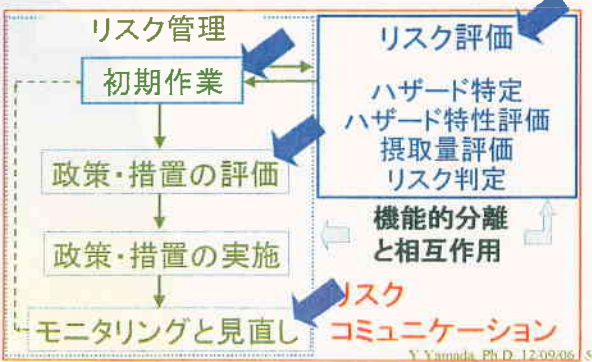 リスク管理
初期作業
政策・措置の評価
政策・措置の実施
モニタリングと見直し
リスク評価
ハザード特定
ハザード特性評価
摂取量評価
リスク判定
機能的分離
と相互作用
リスク
コミュニケーション
Y Yamada, Ph.D. 12/09/06 5